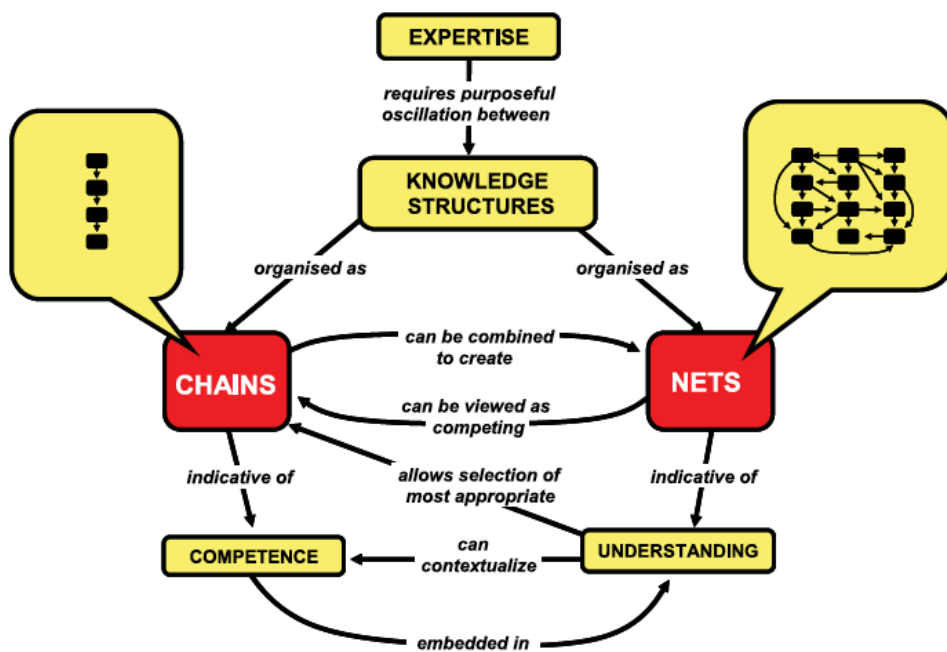 EXPERTISE
requires purposeful
oscillation between
KNOWLEDGE
STRUCTURES
organised as
organised as
can be combined
to create
CHAINS
NETS
can be viewed as
competing
indicative of
allows selection of
most appropriate
indicative of
COMPETENCE
can
contextualize
UNDERSTANDING
embedded in